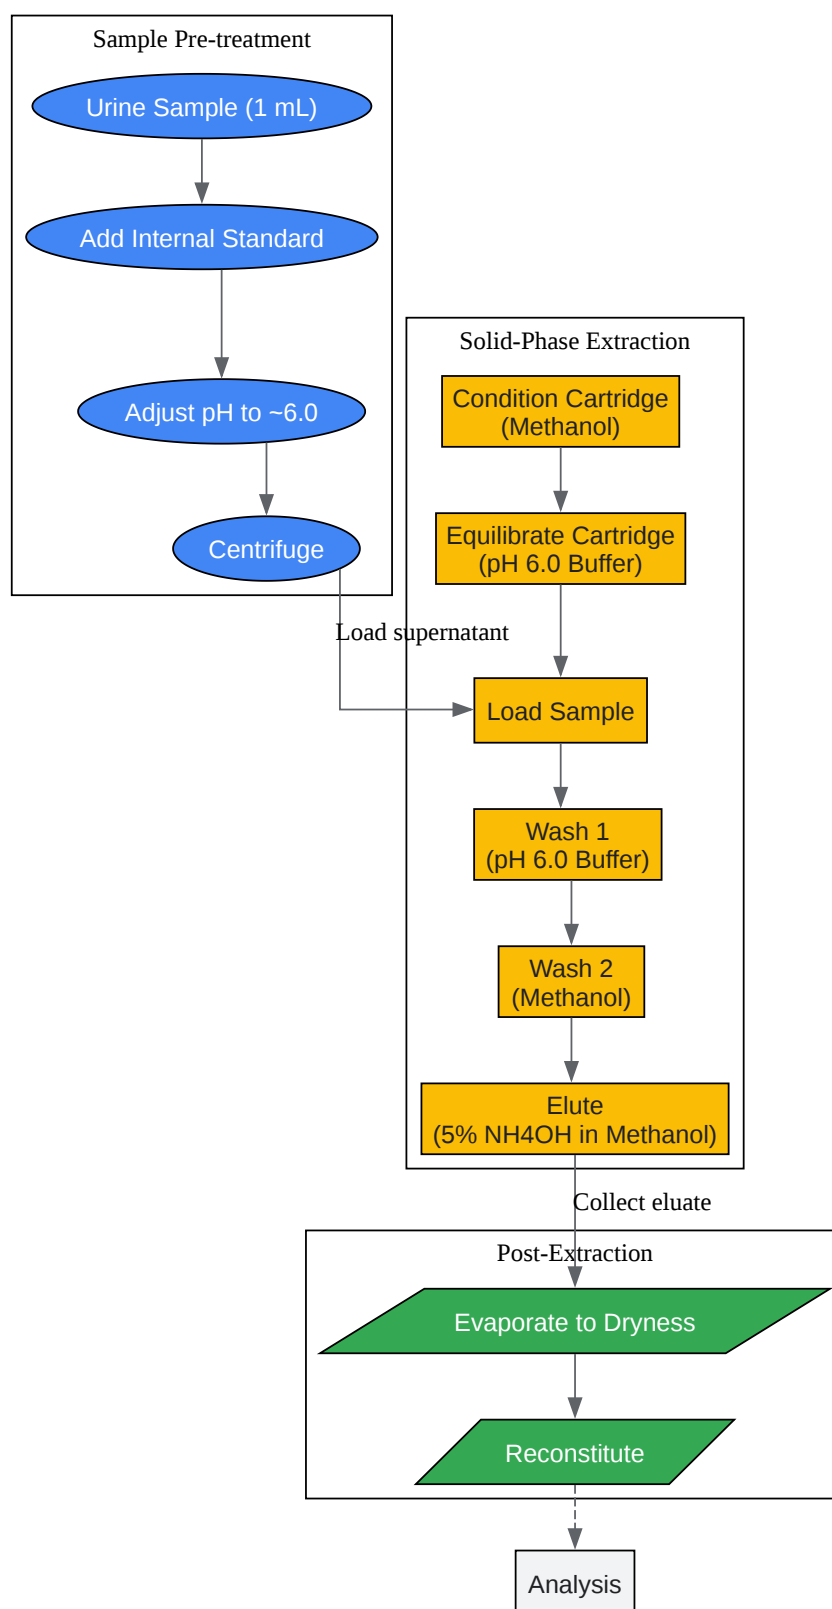 Sample Pre-treatment
Urine Sample (1 mL)
Add Internal Standard
Adjust pH to ~6.0
Centrifuge
Load supernatant
Solid-Phase Extraction
Condition Cartridge
(Methanol)
Equilibrate Cartridge
(pH 6.0 Buffer)
Load Sample
Wash 1
(pH 6.0 Buffer)
Wash 2
(Methanol)
Elute
(5% NH4OH in Methanol)
Collect eluate
Post-Extraction
Evaporate to Dryness
Reconstitute
Analysis